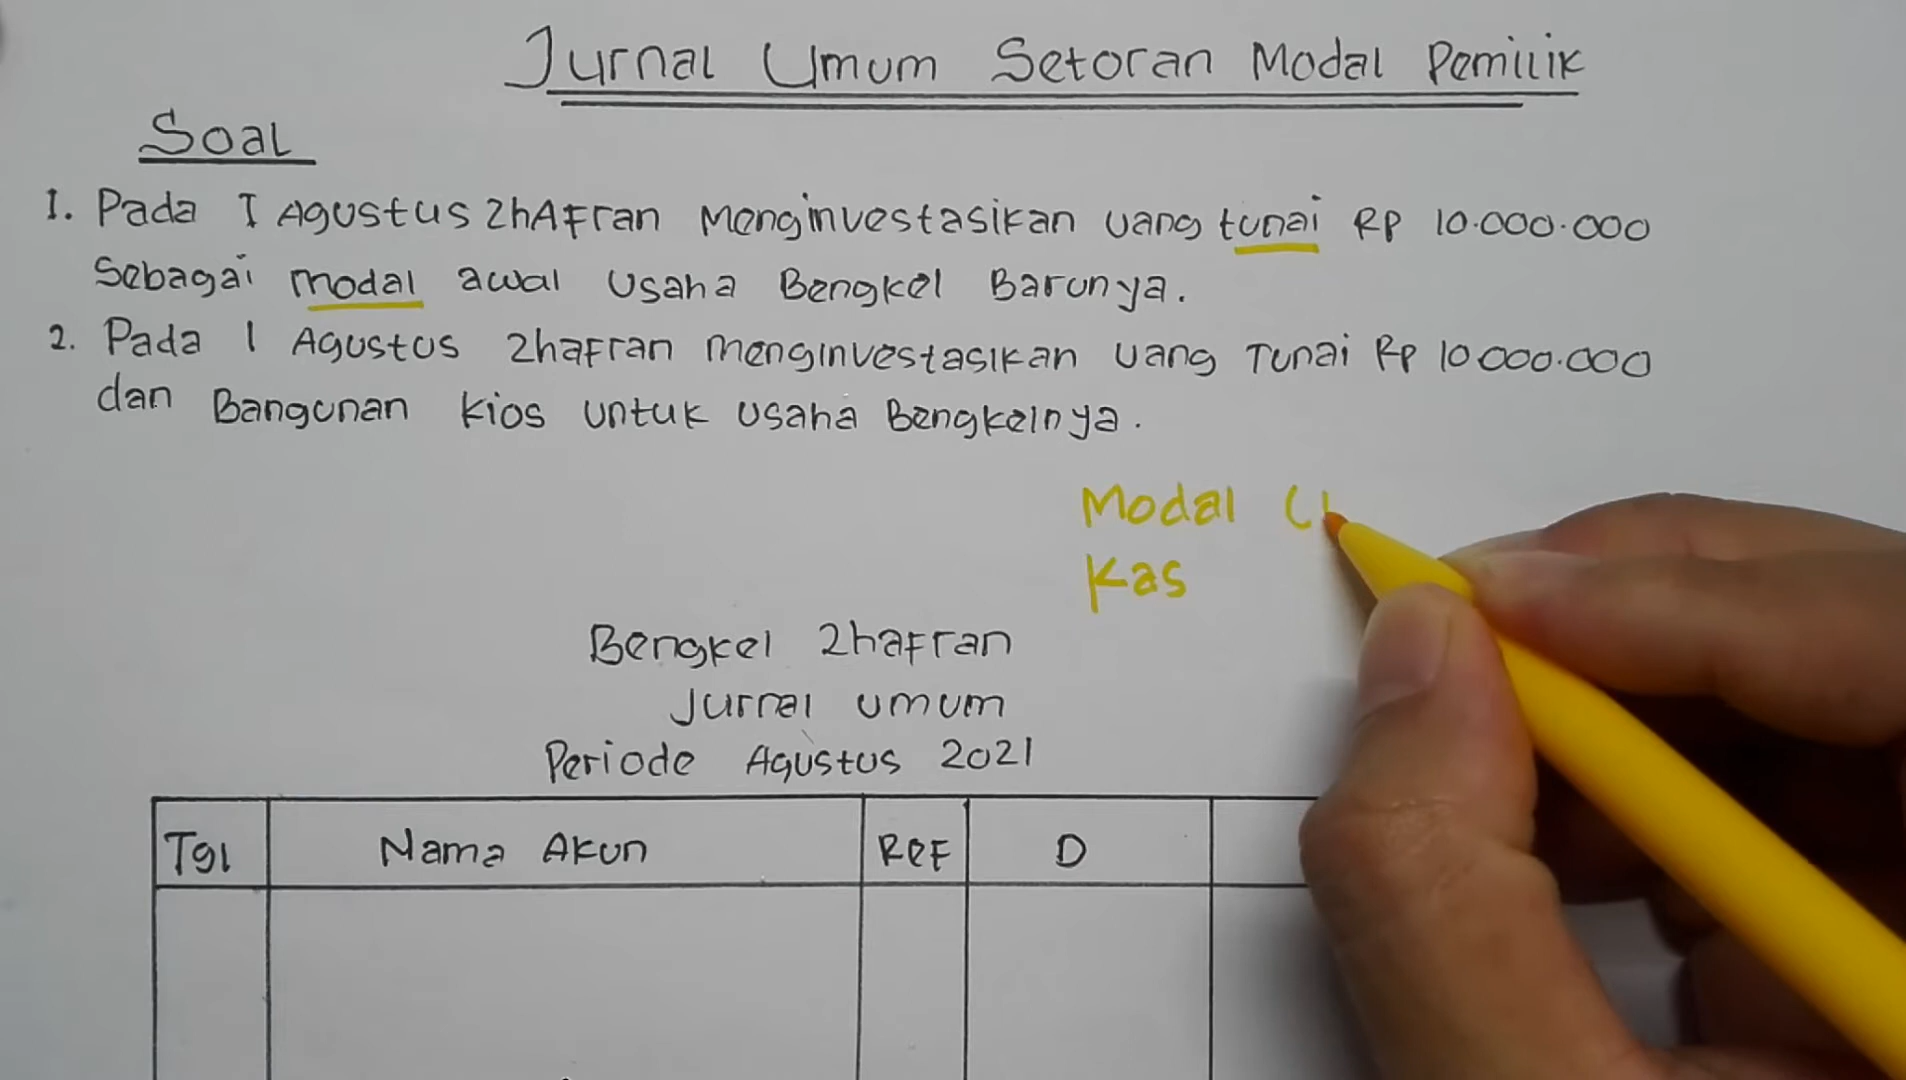 Jurnal Umum Setoran Modal Pemilik
Soal
1. Pada 1 Agustus Zhafran Menginvestasikan uang tunai Rp 10.000.000
Sebagai modal awal Usaha Bengkel Barunya.
2. Pada 1 Agustus Zhafran menginvestasikan Uang Tunai Rp 10.000.000
dan Bangunan Kios untuk usaha Bengkelnya.
Modal (
Kas
Bengkel Zhafran
Jurnal umum
Periode Agustus 2021
Tgl Nama Akun Ref D